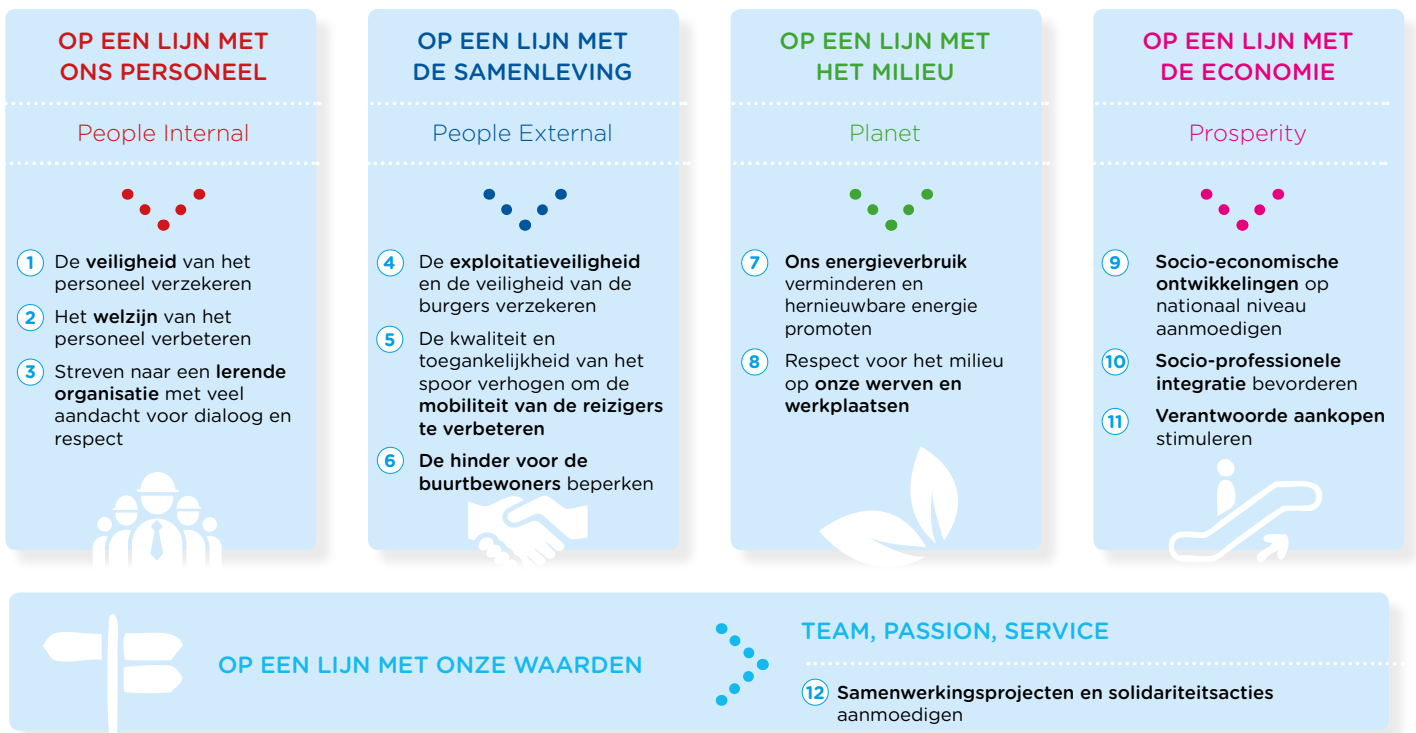 OP EEN LIJN MET
ONS PERSONEEL
People Internal
1 De veiligheid van het
personeel verzekeren
2 Het welzijn van het
personeel verbeteren
3 Streven naar een lerende
organisatie met veel
aandacht voor dialoog en
respect
OP EEN LIJN MET
DE SAMENLEVING
People External
4 De exploitatieveiligheid
en de veiligheid van de
burgers verzekeren
5 De kwaliteit en
toegankelijkheid van het
spoor verhogen om de
mobiliteit van de reizigers
te verbeteren
6 De hinder voor de
buurtbewoners beperken
OP EEN LIJN MET
HET MILIEU
Planet
7 Ons energieverbruik
verminderen en
hernieuwbare energie
promoten
8 Respect voor het milieu
op onze werven en
werkplaatsen
OP EEN LIJN MET
DE ECONOMIE
Prosperity
9 Socio-economische
ontwikkelingen op
nationaal niveau
aanmoedigen
10 Socio-professionele
integratie bevorderen
11 Verantwoorde aankopen
stimuleren
OP EEN LIJN MET ONZE WAARDEN
TEAM, PASSION, SERVICE
12 Samenwerkingsprojecten en solidariteitsacties
aanmoedigen